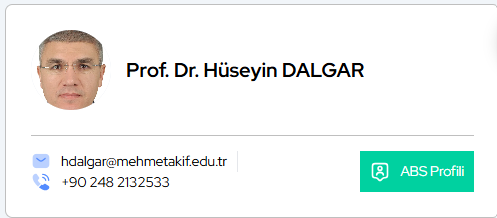 Prof. Dr. Hüseyin DALGAR
hdalgar@mehmetakif.edu.tr
+90 248 2132533
ABS Profili